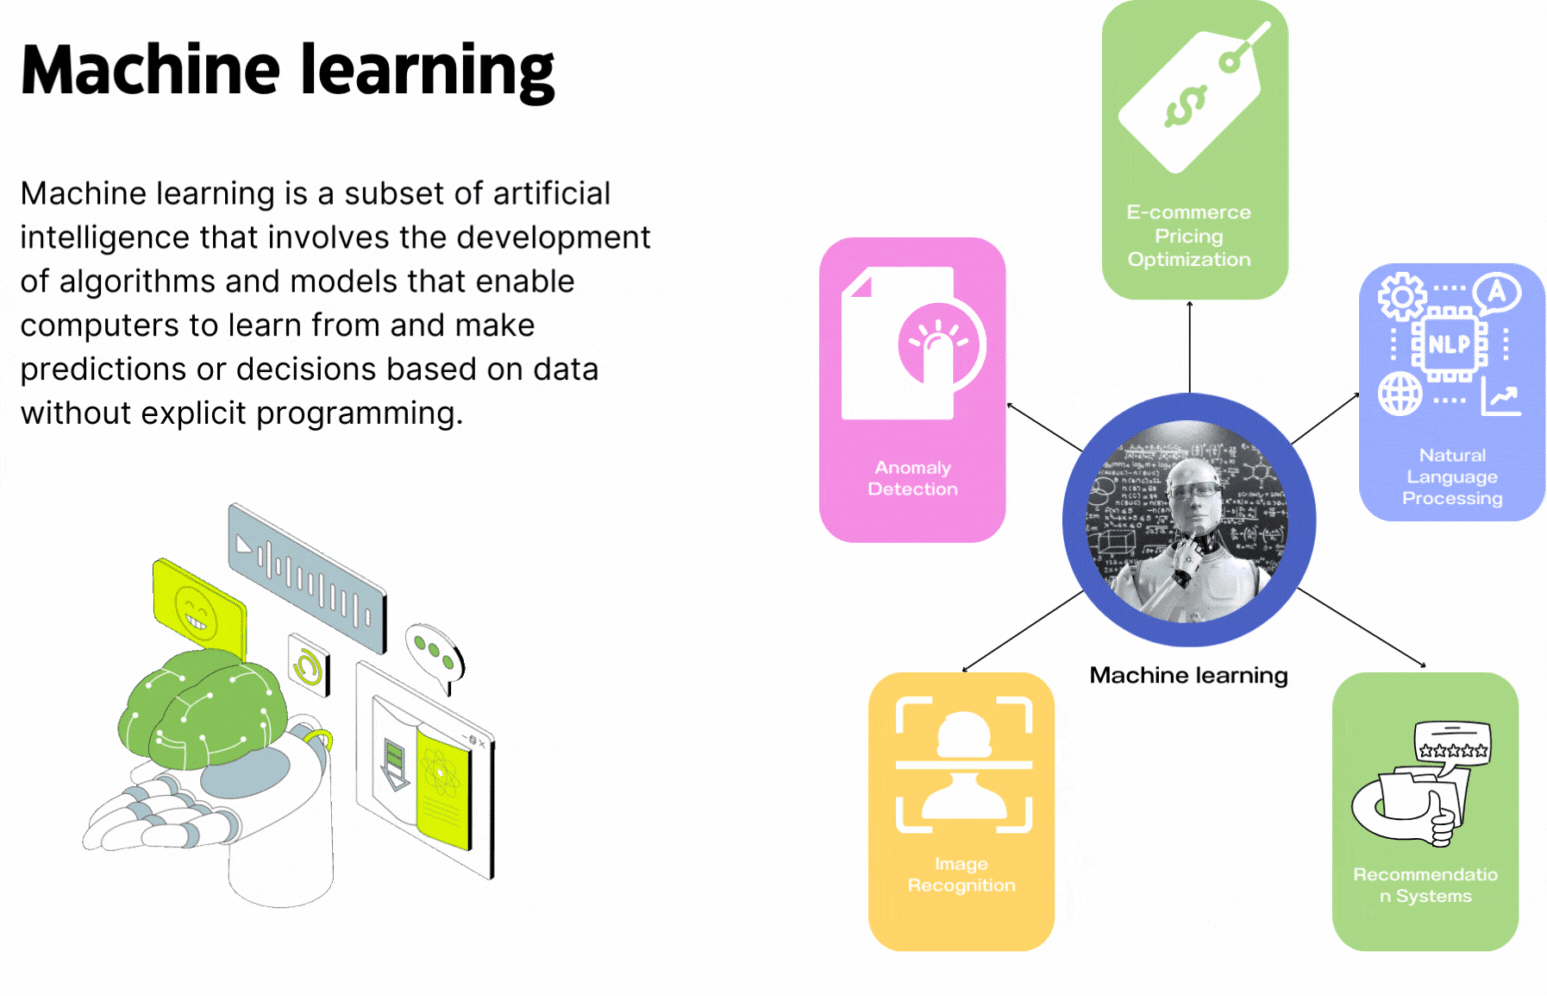 Machine learning
Machine learning is a subset of artificial
intelligence that involves the development
of algorithms and models that enable
computers to learn from and make
predictions or decisions based on data
without explicit programming.
E-commerce
Pricing
Optimization
Anomaly
Detection
NLP
A
Natural
Language
Processing
Machine learning
Image
Recognition
Recommendatio
n Systems